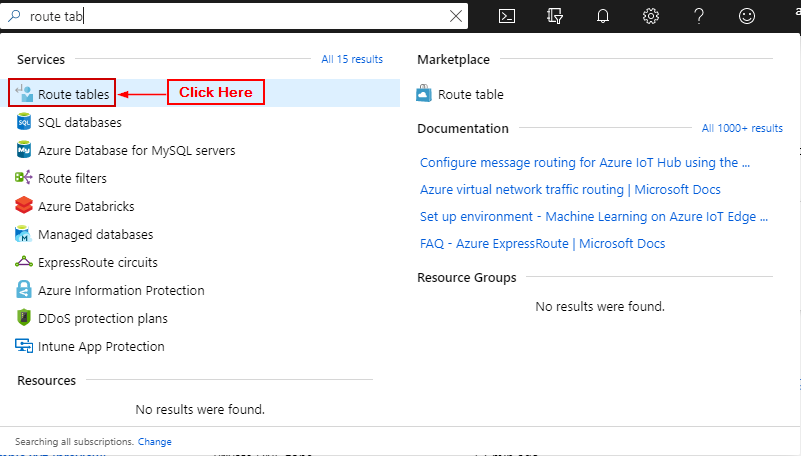 route tab
Services
All 15 results
Route tables
Click Here
SQL databases
Azure Database for MySQL servers
Route filters
Azure Databricks
Managed databases
ExpressRoute circuits
Azure Information Protection
DDoS protection plans
Intune App Protection
Resources
No results were found.
Marketplace
Route table
Documentation
All 1000+ results
Configure message routing for Azure IoT Hub using the ...
Azure virtual network traffic routing | Microsoft Docs
Set up environment - Machine Learning on Azure IoT Edge ...
FAQ - Azure ExpressRoute | Microsoft Docs
Resource Groups
No results were found.
Searching all subscriptions. Change